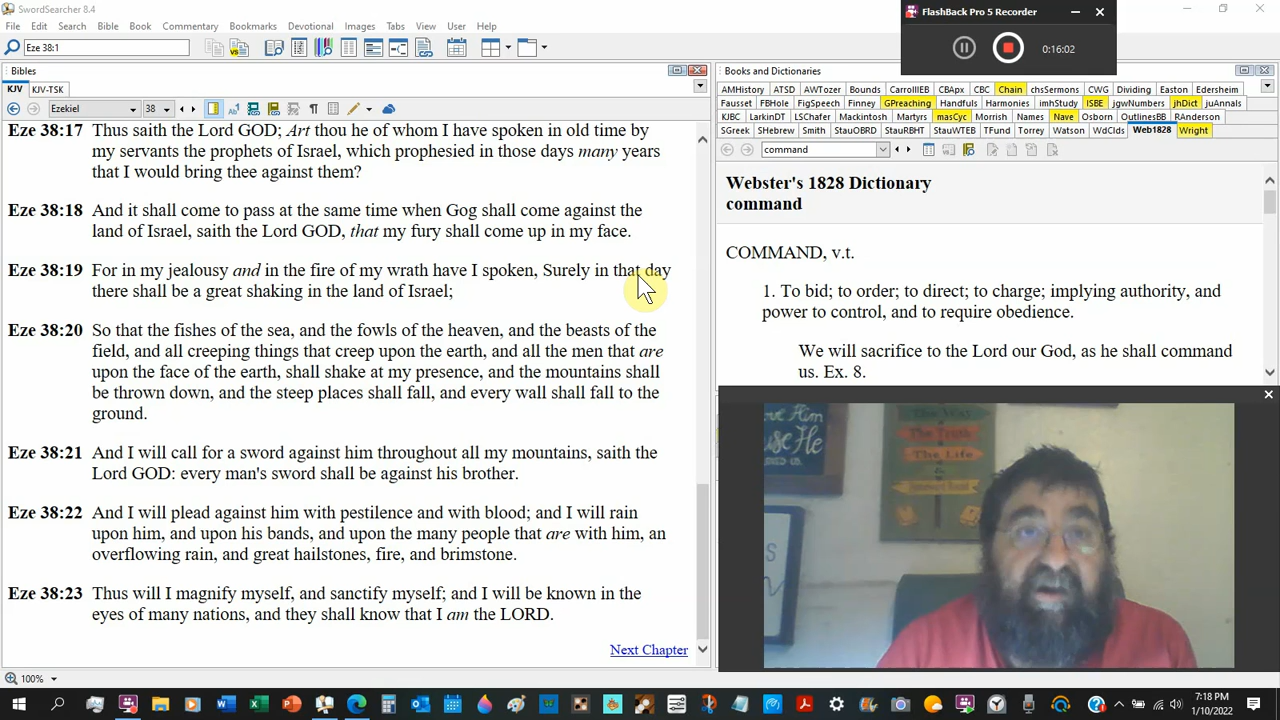 SwordSearcher 8.4
File Edit Search Bible Book Commentary Bookmarks Devotional Images Tabs View User Help
Eze 38:1
Bibles
KJV KJV-TSK
Ezekiel 38
Eze 38:17 Thus saith the Lord GOD; Art thou he of whom I have spoken in old time by
my servants the prophets of Israel, which prophesied in those days many years
that I would bring thee against them?
Eze 38:18 And it shall come to pass at the same time when Gog shall come against the
land of Israel, saith the Lord GOD, that my fury shall come up in my face.
Eze 38:19 For in my jealousy and in the fire of my wrath have I spoken, Surely in that day
there shall be a great shaking in the land of Israel;
Eze 38:20 So that the fishes of the sea, and the fowls of the heaven, and the beasts of the
field, and all creeping things that creep upon the earth, and all the men that are
upon the face of the earth, shall shake at my presence, and the mountains shall
be thrown down, and the steep places shall fall, and every wall shall fall to the
ground.
Eze 38:21 And I will call for a sword against him throughout all my mountains, saith the
Lord GOD: every man's sword shall be against his brother.
Eze 38:22 And I will plead against him with pestilence and with blood; and I will rain
upon him, and upon his bands, and upon the many people that are with him, an
overflowing rain, and great hailstones, fire, and brimstone.
Eze 38:23 Thus will I magnify myself, and sanctify myself; and I will be known in the
eyes of many nations, and they shall know that I am the LORD.
Next Chapter
100%
FlashBack Pro 5 Recorder
0:16:02
Books and Dictionaries
AMHistory ATSD AWTozer Bounds CarrollEB CBApx CBC Chain chsSermons CWG Dividing Easton Edersheim
Fausset FBHole FigSpeech Finney GPreaching Handfuls Harmonies imhStudy ISBE jgwNumbers jhDict juAnnals
KJBC LarkinDT LSChafer Mackintosh Martyrs masCyc Morrish Nave Osborn OutlinesBB RAnderson
SGreek SHebrew Smith StauOBRD StauRBHT StauWTEB TFund Torrey Watson WdClds Web1828 Wright
command
Webster's 1828 Dictionary
command
COMMAND, v.t.
1. To bid; to order; to direct; to charge; implying authority, and
power to control, and to require obedience.
We will sacrifice to the Lord our God, as he shall command
us. Ex. 8.
The Way
The Truth
The Life
7:18 PM
1/10/2022